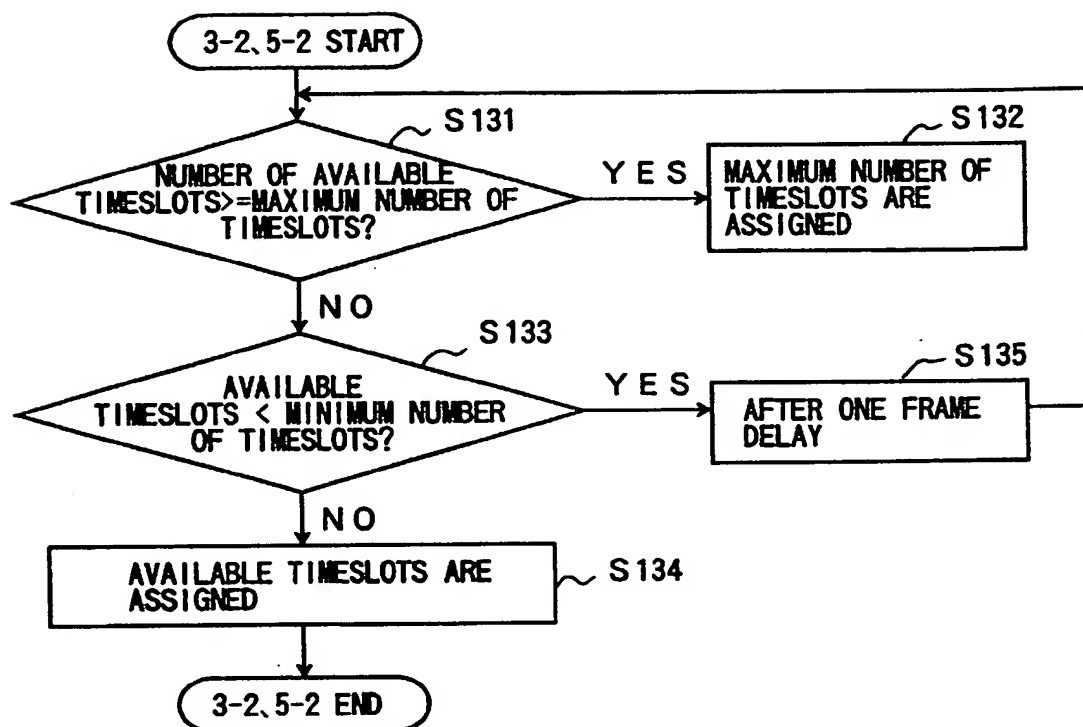 3-2、5-2 START
S131
NUMBER OF AVAILABLE
TIMESLOTS>=MAXIMUM NUMBER OF
TIMESLOTS?
YES
S132
MAXIMUM NUMBER OF
TIMESLOTS ARE
ASSIGNED
NO
S133
AVAILABLE
TIMESLOTS < MINIMUM NUMBER
OF TIMESLOTS?
YES
S135
AFTER ONE FRAME
DELAY
NO
AVAILABLE TIMESLOTS ARE
ASSIGNED
S134
3-2、5-2 END